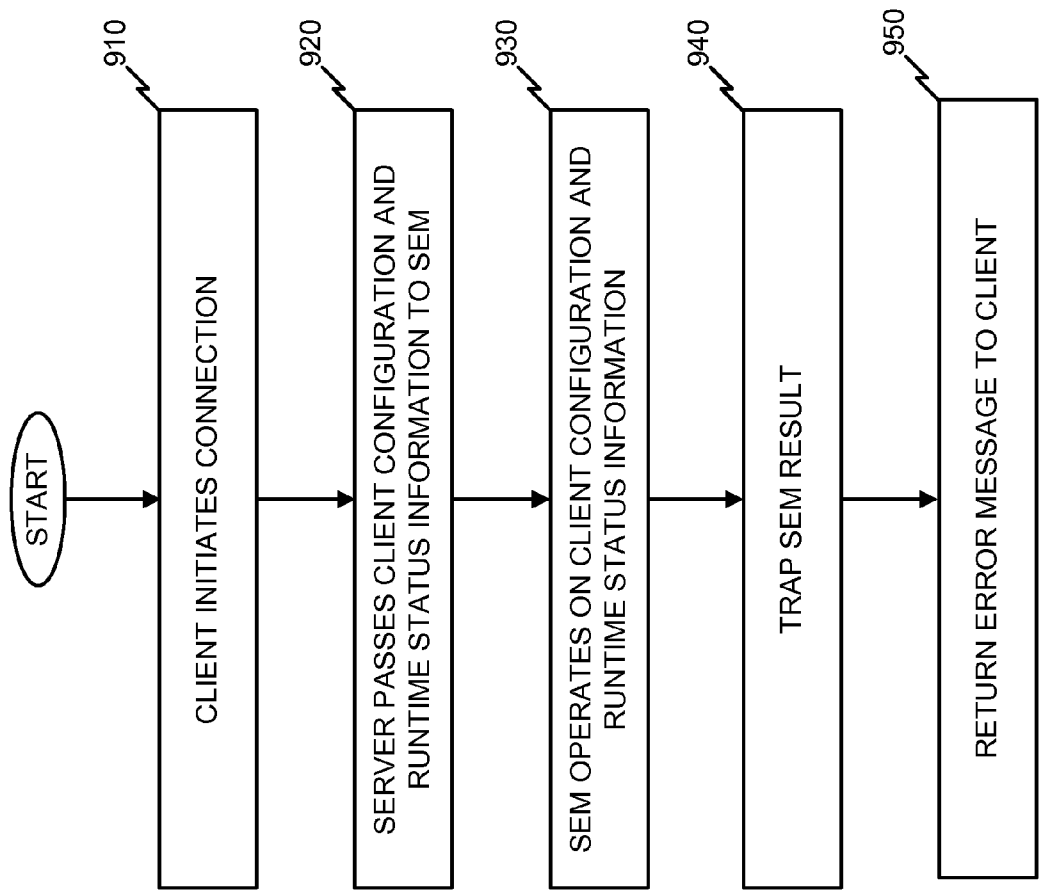 START
910
CLIENT INITIATES CONNECTION
920
SERVER PASSES CLIENT CONFIGURATION AND
RUNTIME STATUS INFORMATION TO SEM
930
SEM OPERATES ON CLIENT CONFIGURATION AND
RUNTIME STATUS INFORMATION
940
TRAP SEM RESULT
950
RETURN ERROR MESSAGE TO CLIENT